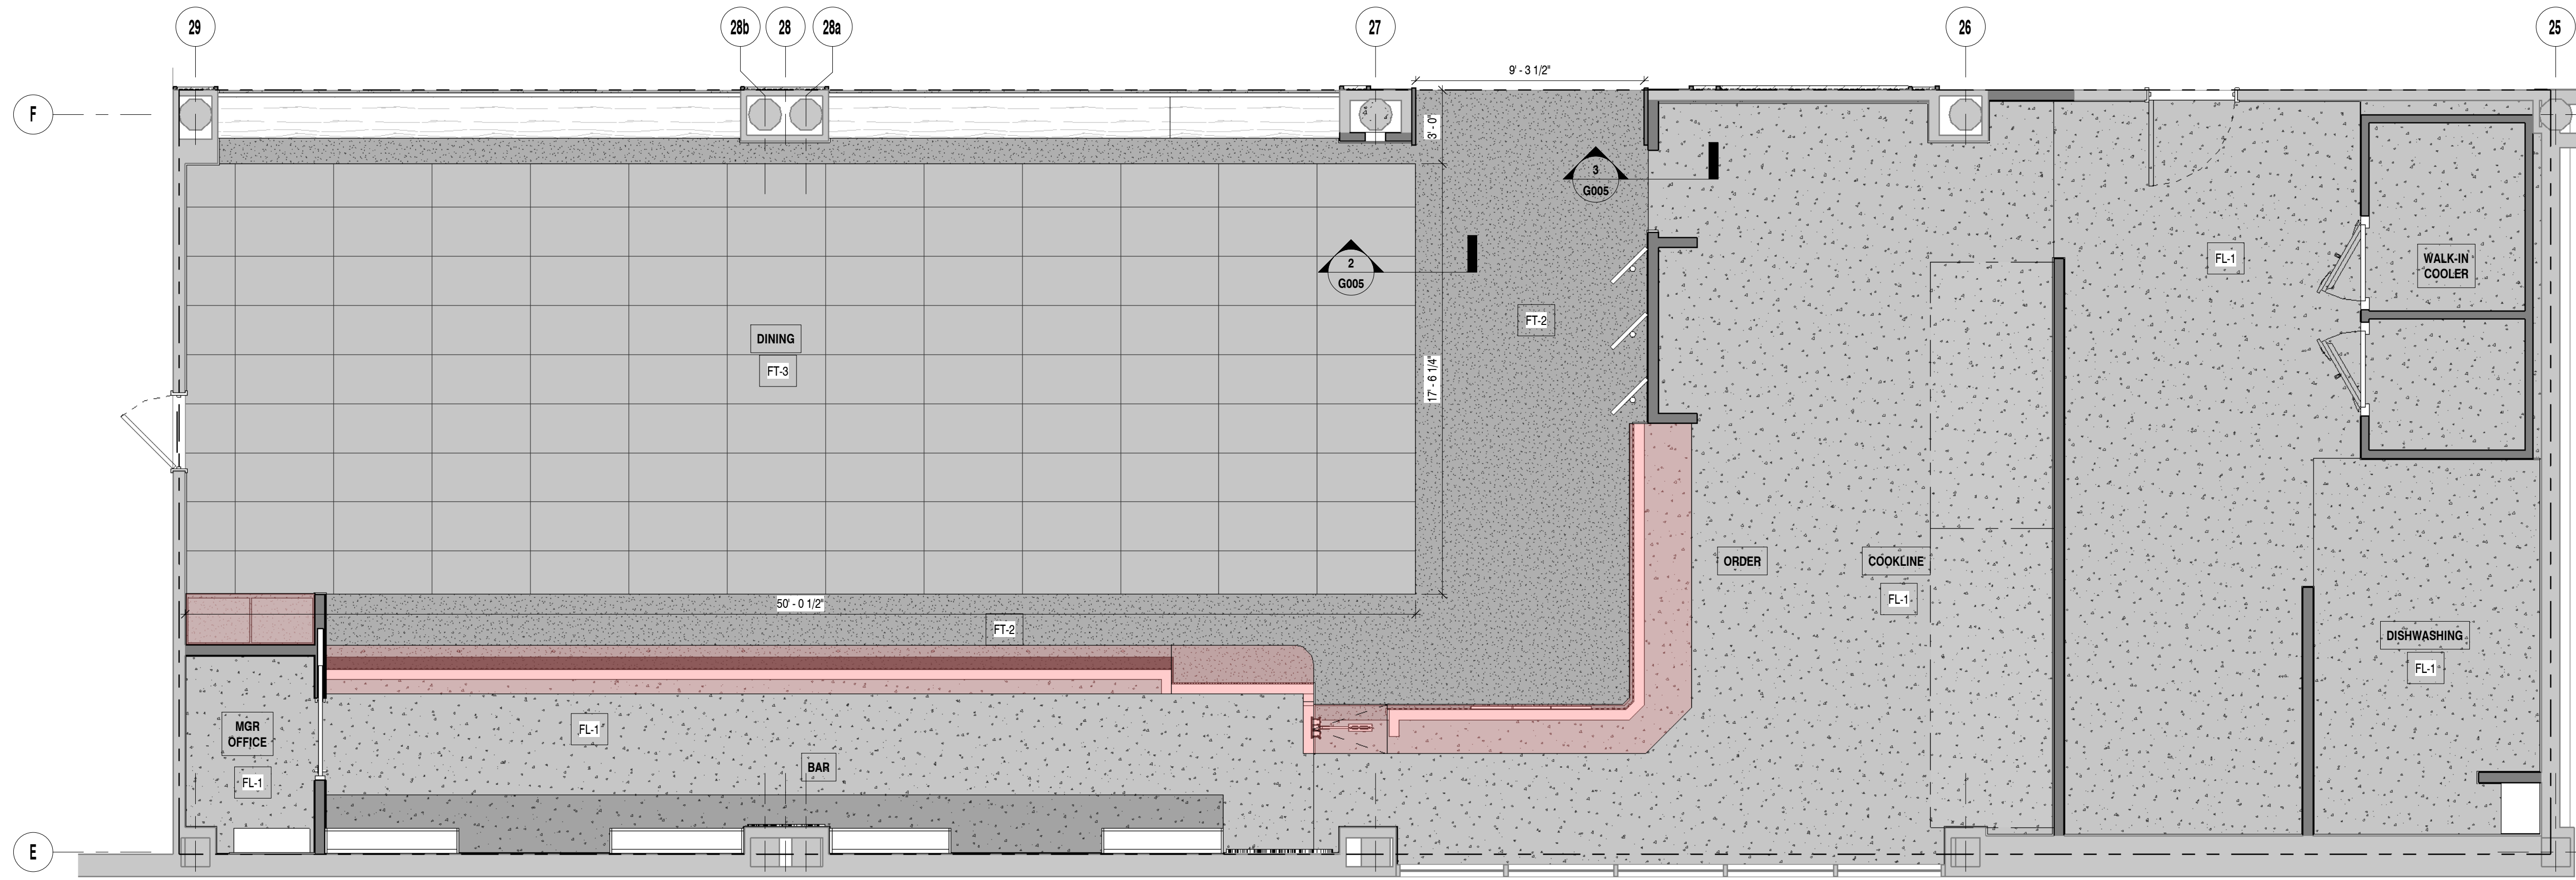 29
28b
28
28a
27
26
25
9' - 3 1/2"
F
3' - 0"
3
G005
2
G005
FL-1
WALK-IN
COOLER
FT-2
DINING
FT-3
17' - 6 1/4"
ORDER
COOKLINE
FL-1
50' - 0 1/2"
FT-2
DISHWASHING
FL-1
MGR
OFFICE
FL-1
FL-1
BAR
E